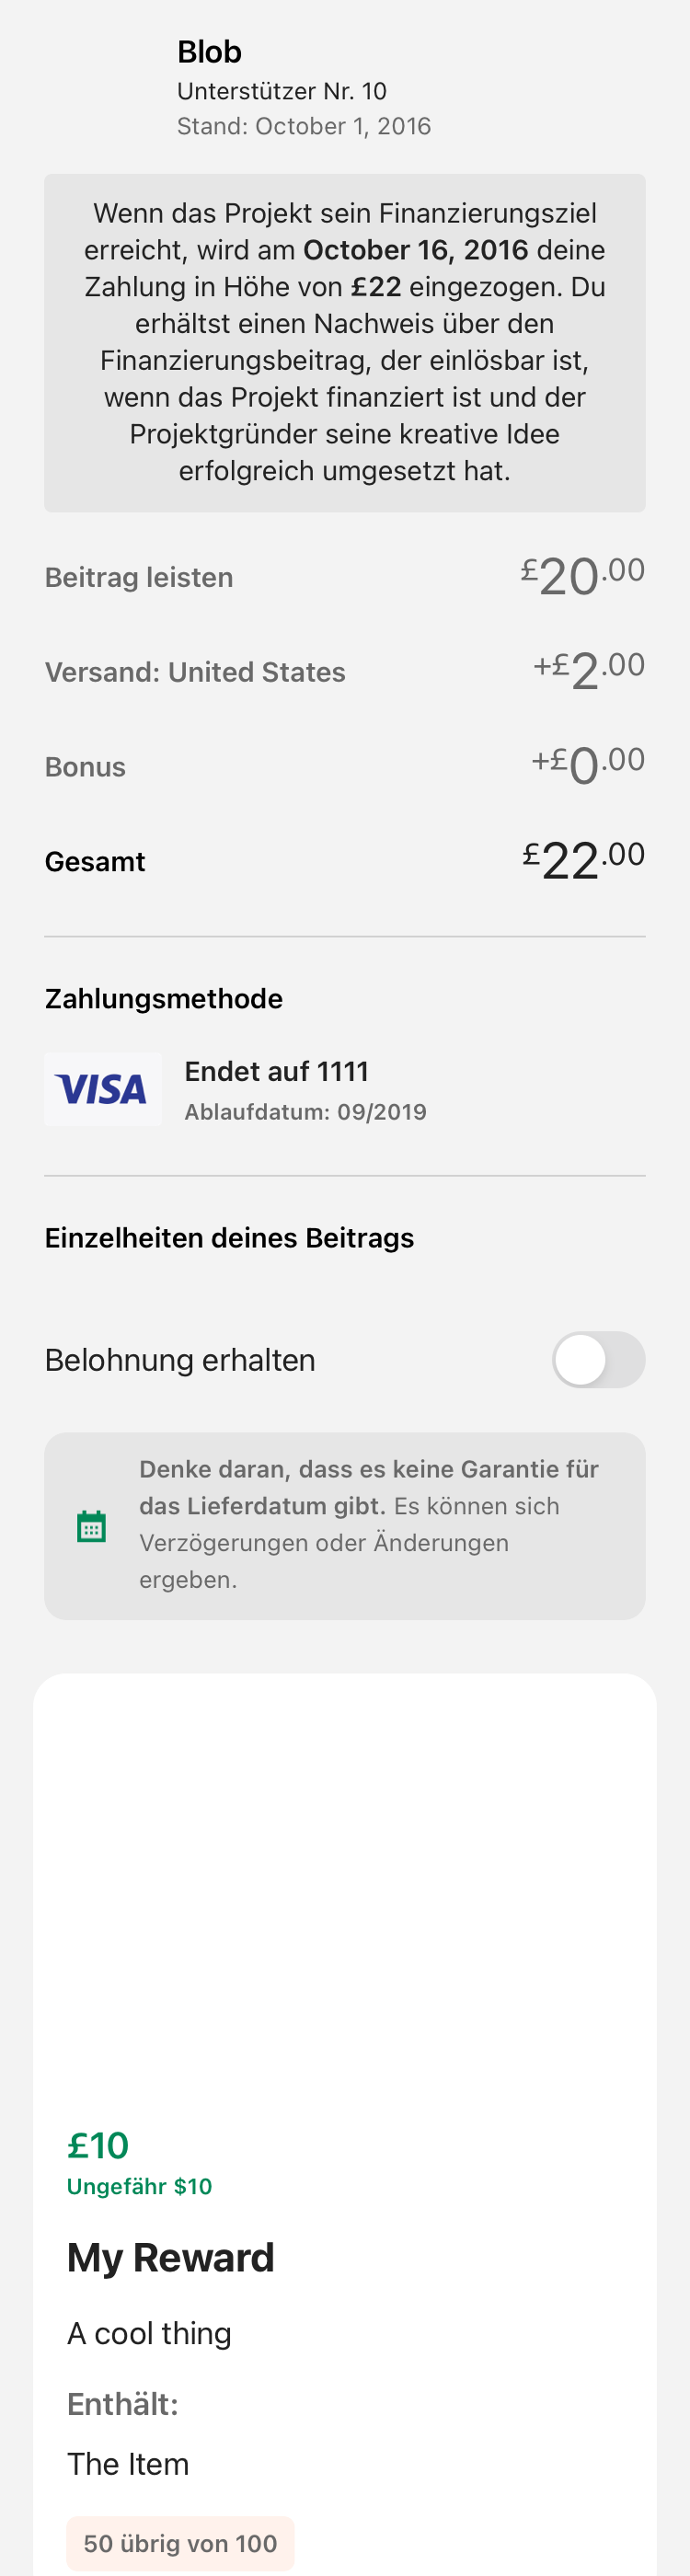 Blob
Unterstützer Nr. 10
Stand: October 1, 2016
Wenn das Projekt sein Finanzierungsziel
erreicht, wird am October 16, 2016 deine
Zahlung in Höhe von £22 eingezogen. Du
erhältst einen Nachweis über den
Finanzierungsbeitrag, der einlösbar ist,
wenn das Projekt finanziert ist und der
Projektgründer seine kreative Idee
erfolgreich umgesetzt hat.
Beitrag leisten £20.00
Versand: United States +£2.00
Bonus +£0.00
Gesamt £22.00
Zahlungsmethode
VISA
Endet auf 1111
Ablaufdatum: 09/2019
Einzelheiten deines Beitrags
Belohnung erhalten
Denke daran, dass es keine Garantie für
das Lieferdatum gibt. Es können sich
Verzögerungen oder Änderungen
ergeben.
£10
Ungefähr $10
My Reward
A cool thing
Enthält:
The Item
50 übrig von 100